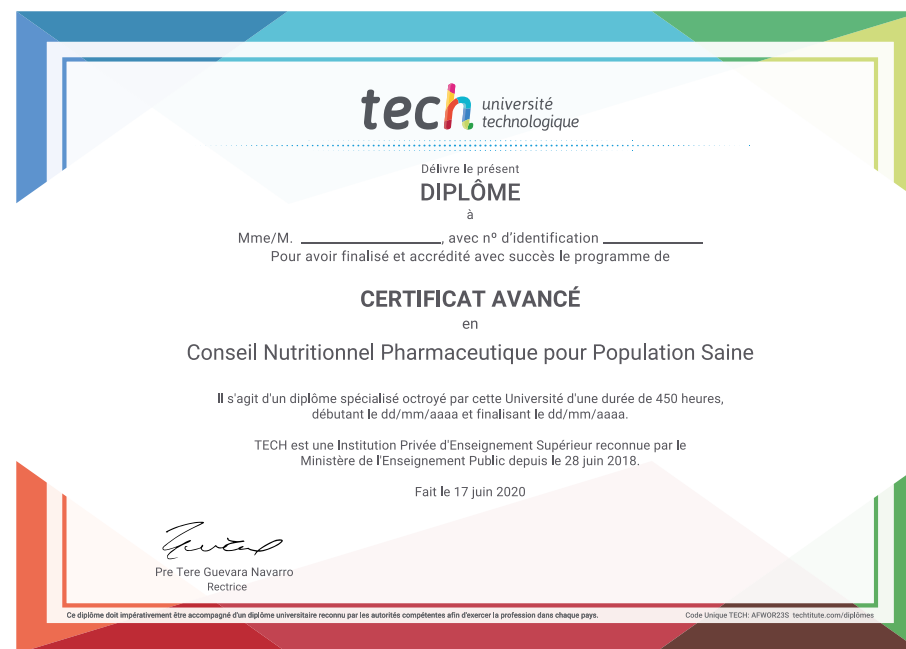 tech université
technologique
Délivre le présent
DIPLÔME
à
Mme/M. ____________________, avec nº d'identification ______________
Pour avoir finalisé et accrédité avec succès le programme de
CERTIFICAT AVANCÉ
en
Conseil Nutritionnel Pharmaceutique pour Population Saine
Il s'agit d'un diplôme spécialisé octroyé par cette Université d'une durée de 450 heures,
débutant le dd/mm/aaaa et finalisant le dd/mm/aaaa.
TECH est une Institution Privée d'Enseignement Supérieur reconnue par le
Ministère de l'Enseignement Public depuis le 28 juin 2018.
Fait le 17 juin 2020
Pre Tere Guevara Navarro
Rectrice
Ce diplôme doit impérativement être accompagné d'un diplôme universitaire reconnu par les autorités compétentes afin d'exercer la profession dans chaque pays.
Code Unique TECH: AFWOR23S techtitute.com/diplômes